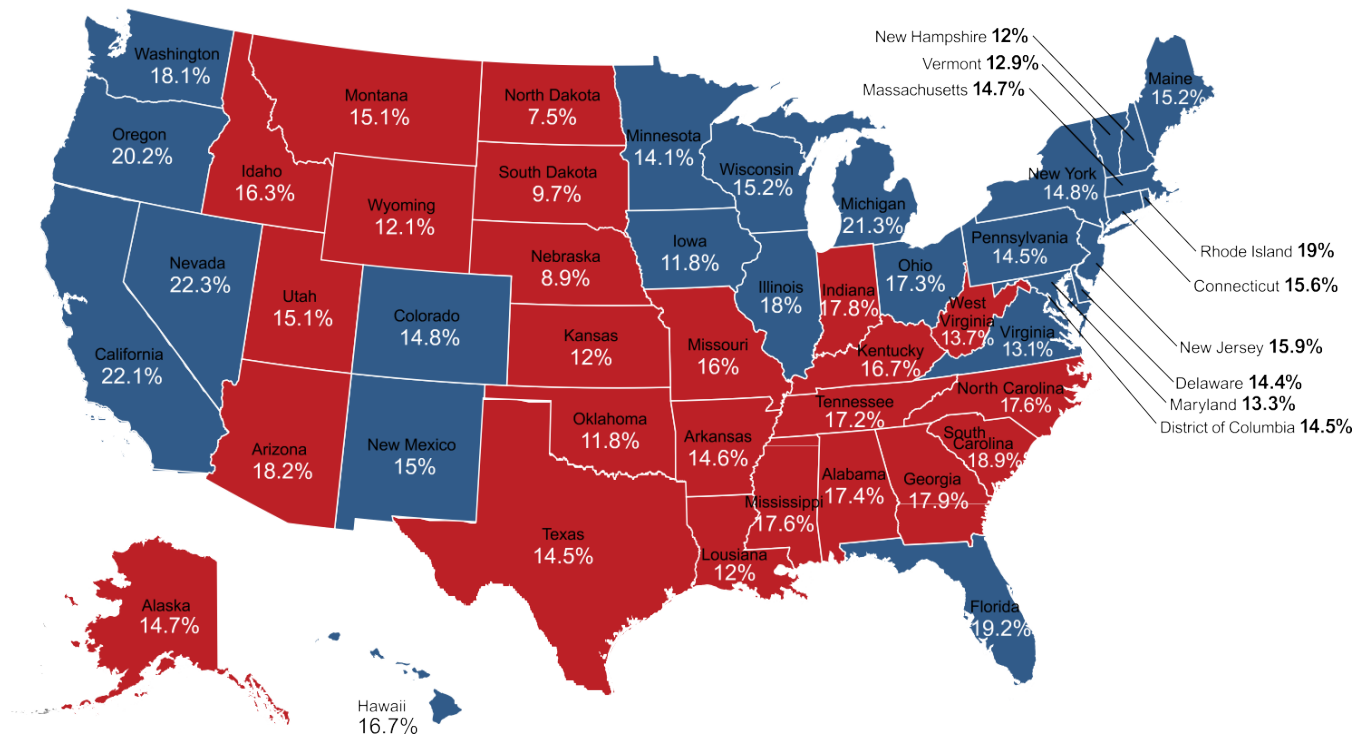 New Hampshire 12%
Vermont 12.9%
Massachusetts 14.7%
Washington
18.1%
Maine
15.2%
Montana
15.1%
North Dakota
7.5%
Minnesota
14.1%
Oregon
20.2%
Idaho
16.3%
South Dakota
9.7%
Wisconsin
15.2%
New York
14.8%
Wyoming
12.1%
Michigan
21.3%
Iowa
11.8%
Pennsylvania
14.5%
Rhode Island 19%
Nebraska
8.9%
Nevada
22.3%
Ohio
17.3%
Connecticut 15.6%
Utah
15.1%
Illinois
18%
Indiana
17.8%
West
Virginia
13.7%
Colorado
14.8%
Virginia
13.1%
Kansas
12%
Missouri
16%
Kentucky
16.7%
New Jersey 15.9%
California
22.1%
Delaware 14.4%
North Carolina
17.6%
Maryland 13.3%
Tennessee
17.2%
Oklahoma
11.8%
District of Columbia 14.5%
Arizona
18.2%
New Mexico
15%
Arkansas
14.6%
South
Carolina
18.9%
Alabama
17.4%
Georgia
17.9%
Mississippi
17.6%
Texas
14.5%
Lousiana
12%
Alaska
14.7%
Florida
19.2%
Hawaii
16.7%